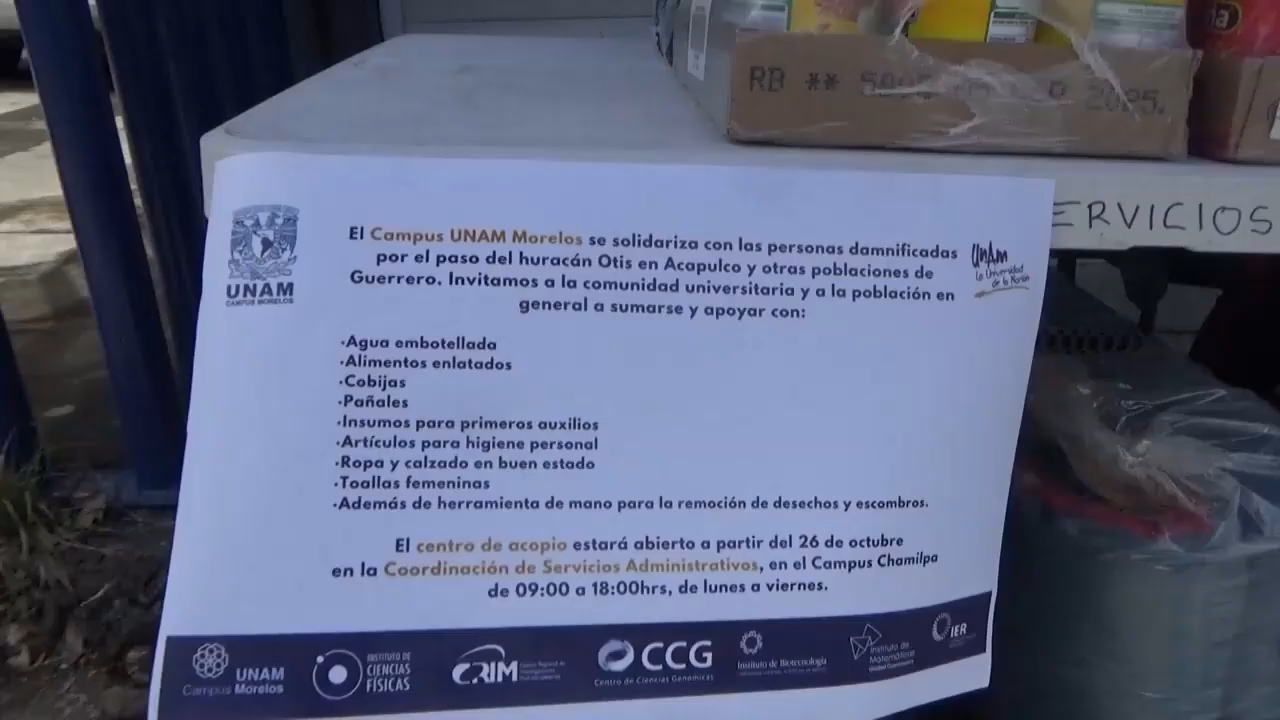 RB ** 2025.
ERVICIOS
UNAM
CAMPUS MORELOS
El Campus UNAM Morelos se solidariza con las personas damnificadas
por el paso del huracán Otis en Acapulco y otras poblaciones de
Guerrero. Invitamos a la comunidad universitaria y a la población en
general a sumarse y apoyar con:
UNAM
La Universidad
de la Nación
·Agua embotellada
·Alimentos enlatados
·Cobijas
·Pañales
·Insumos para primeros auxilios
·Artículos para higiene personal
·Ropa y calzado en buen estado
·Toallas femeninas
·Además de herramienta de mano para la remoción de desechos y escombros.
El centro de acopio estará abierto a partir del 26 de octubre
en la Coordinación de Servicios Administrativos, en el Campus Chamilpa
de 09:00 a 18:00hrs, de lunes a viernes.
UNAM
Campus Morelos
INSTITUTO DE
CIENCIAS
FÍSICAS
CRIM
CCG
Centro de Ciencias Genómicas
Instituto de Biotecnología
Instituto de
Matemáticas
IER